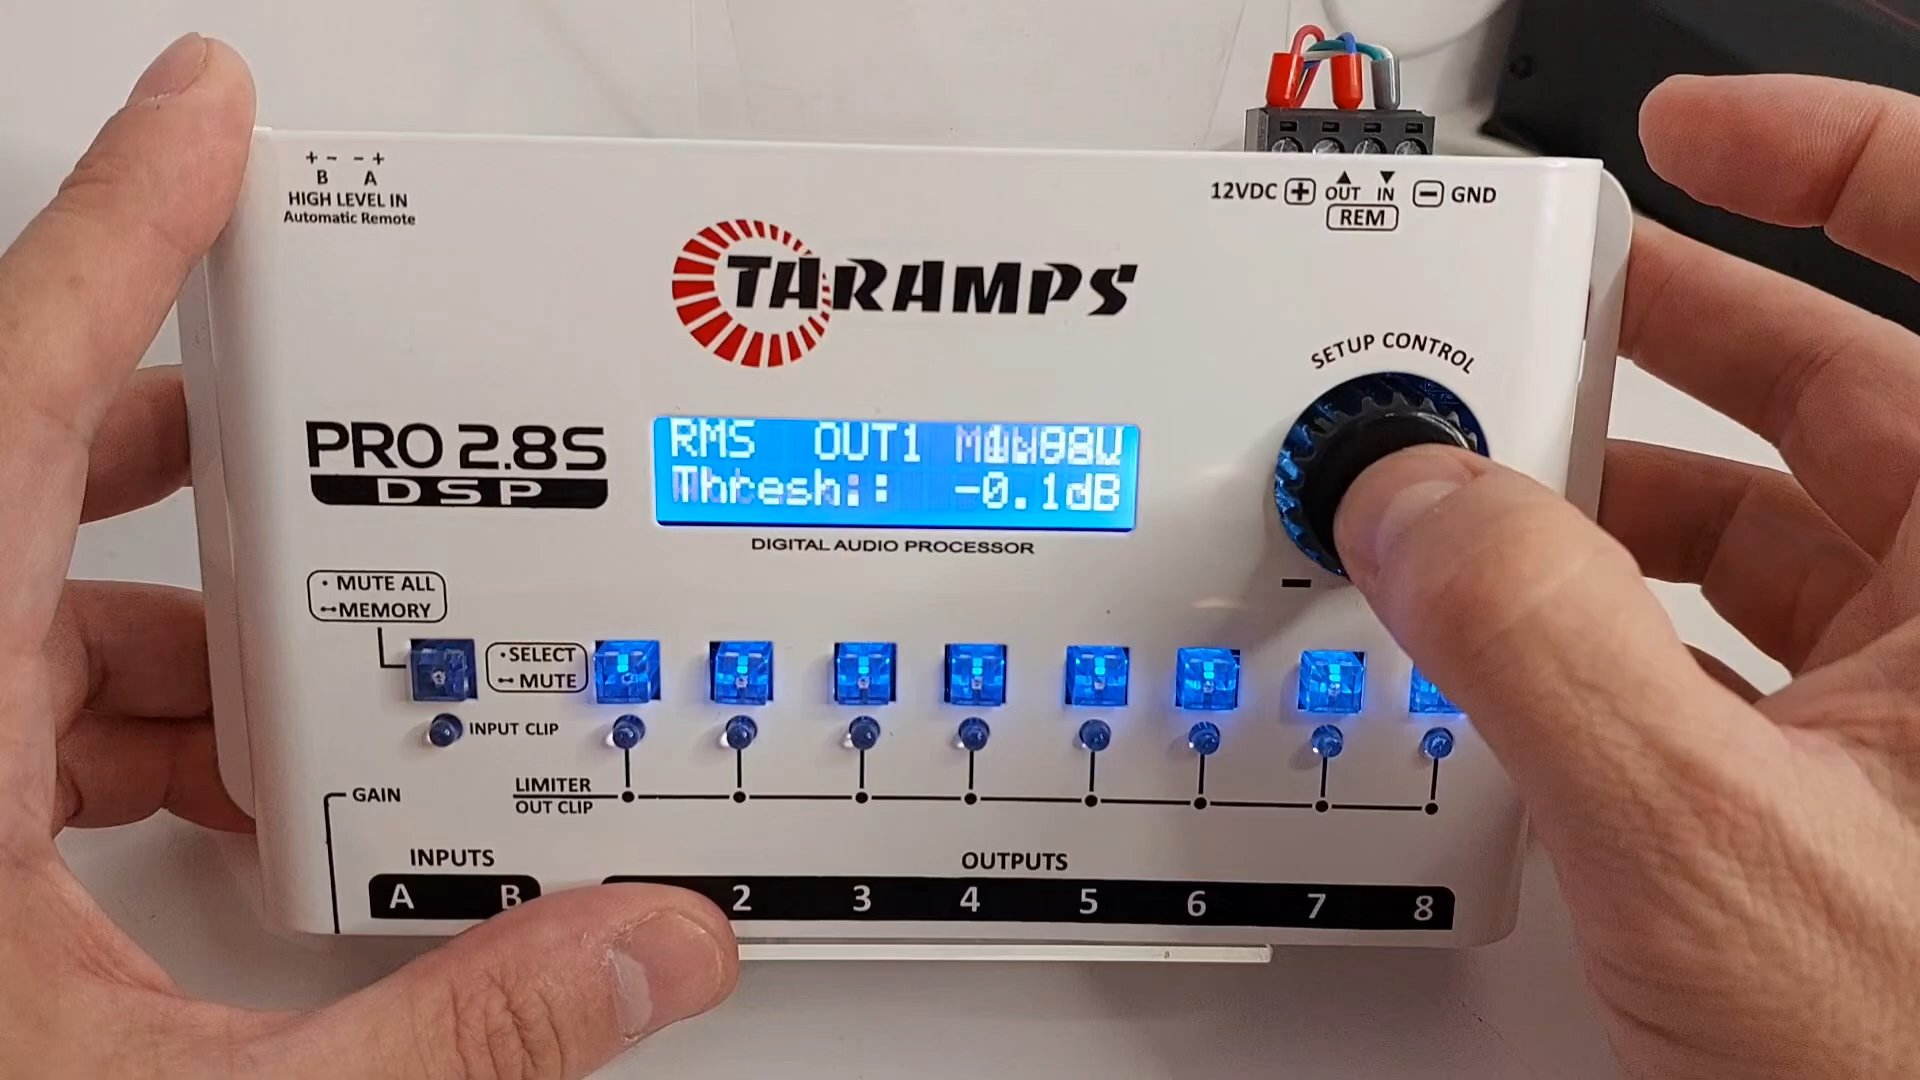 + - - +
B A
HIGH LEVEL IN
Automatic Remote
12VDC + OUT IN - GND
REM
TARAMPS
SETUP CONTROL
PRO 2.8S
DSP
RMS OUT1
-0.1dB
DIGITAL AUDIO PROCESSOR
-
• MUTE ALL
MEMORY
• SELECT
MUTE
INPUT CLIP
LIMITER
OUT CLIP
GAIN
INPUTS
A B
OUTPUTS
2 3 4 5 6 7 8